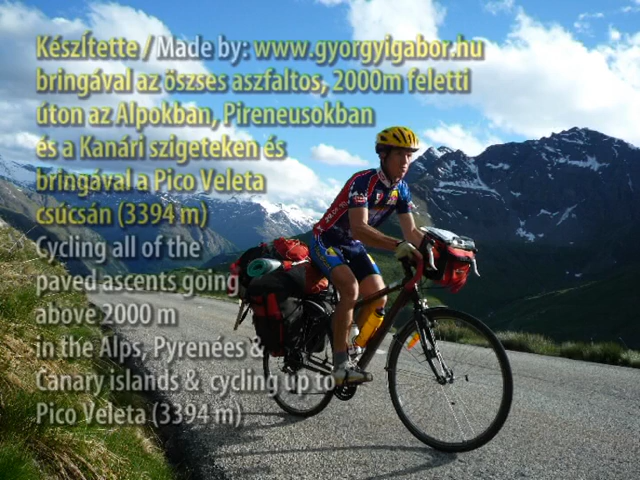 Készítette / Made by: www.gyorgyigabor.hu
bringával az öszses aszfaltos, 2000m feletti
úton az Alpokban, Pireneusokban
és a Kanári szigeteken és
bringával a Pico Veleta
csúcsán (3394 m)
Cycling all of the
paved ascents going
above 2000 m
in the Alps, Pyrenées &
Canary islands & cycling up to
Pico Veleta (3394 m)